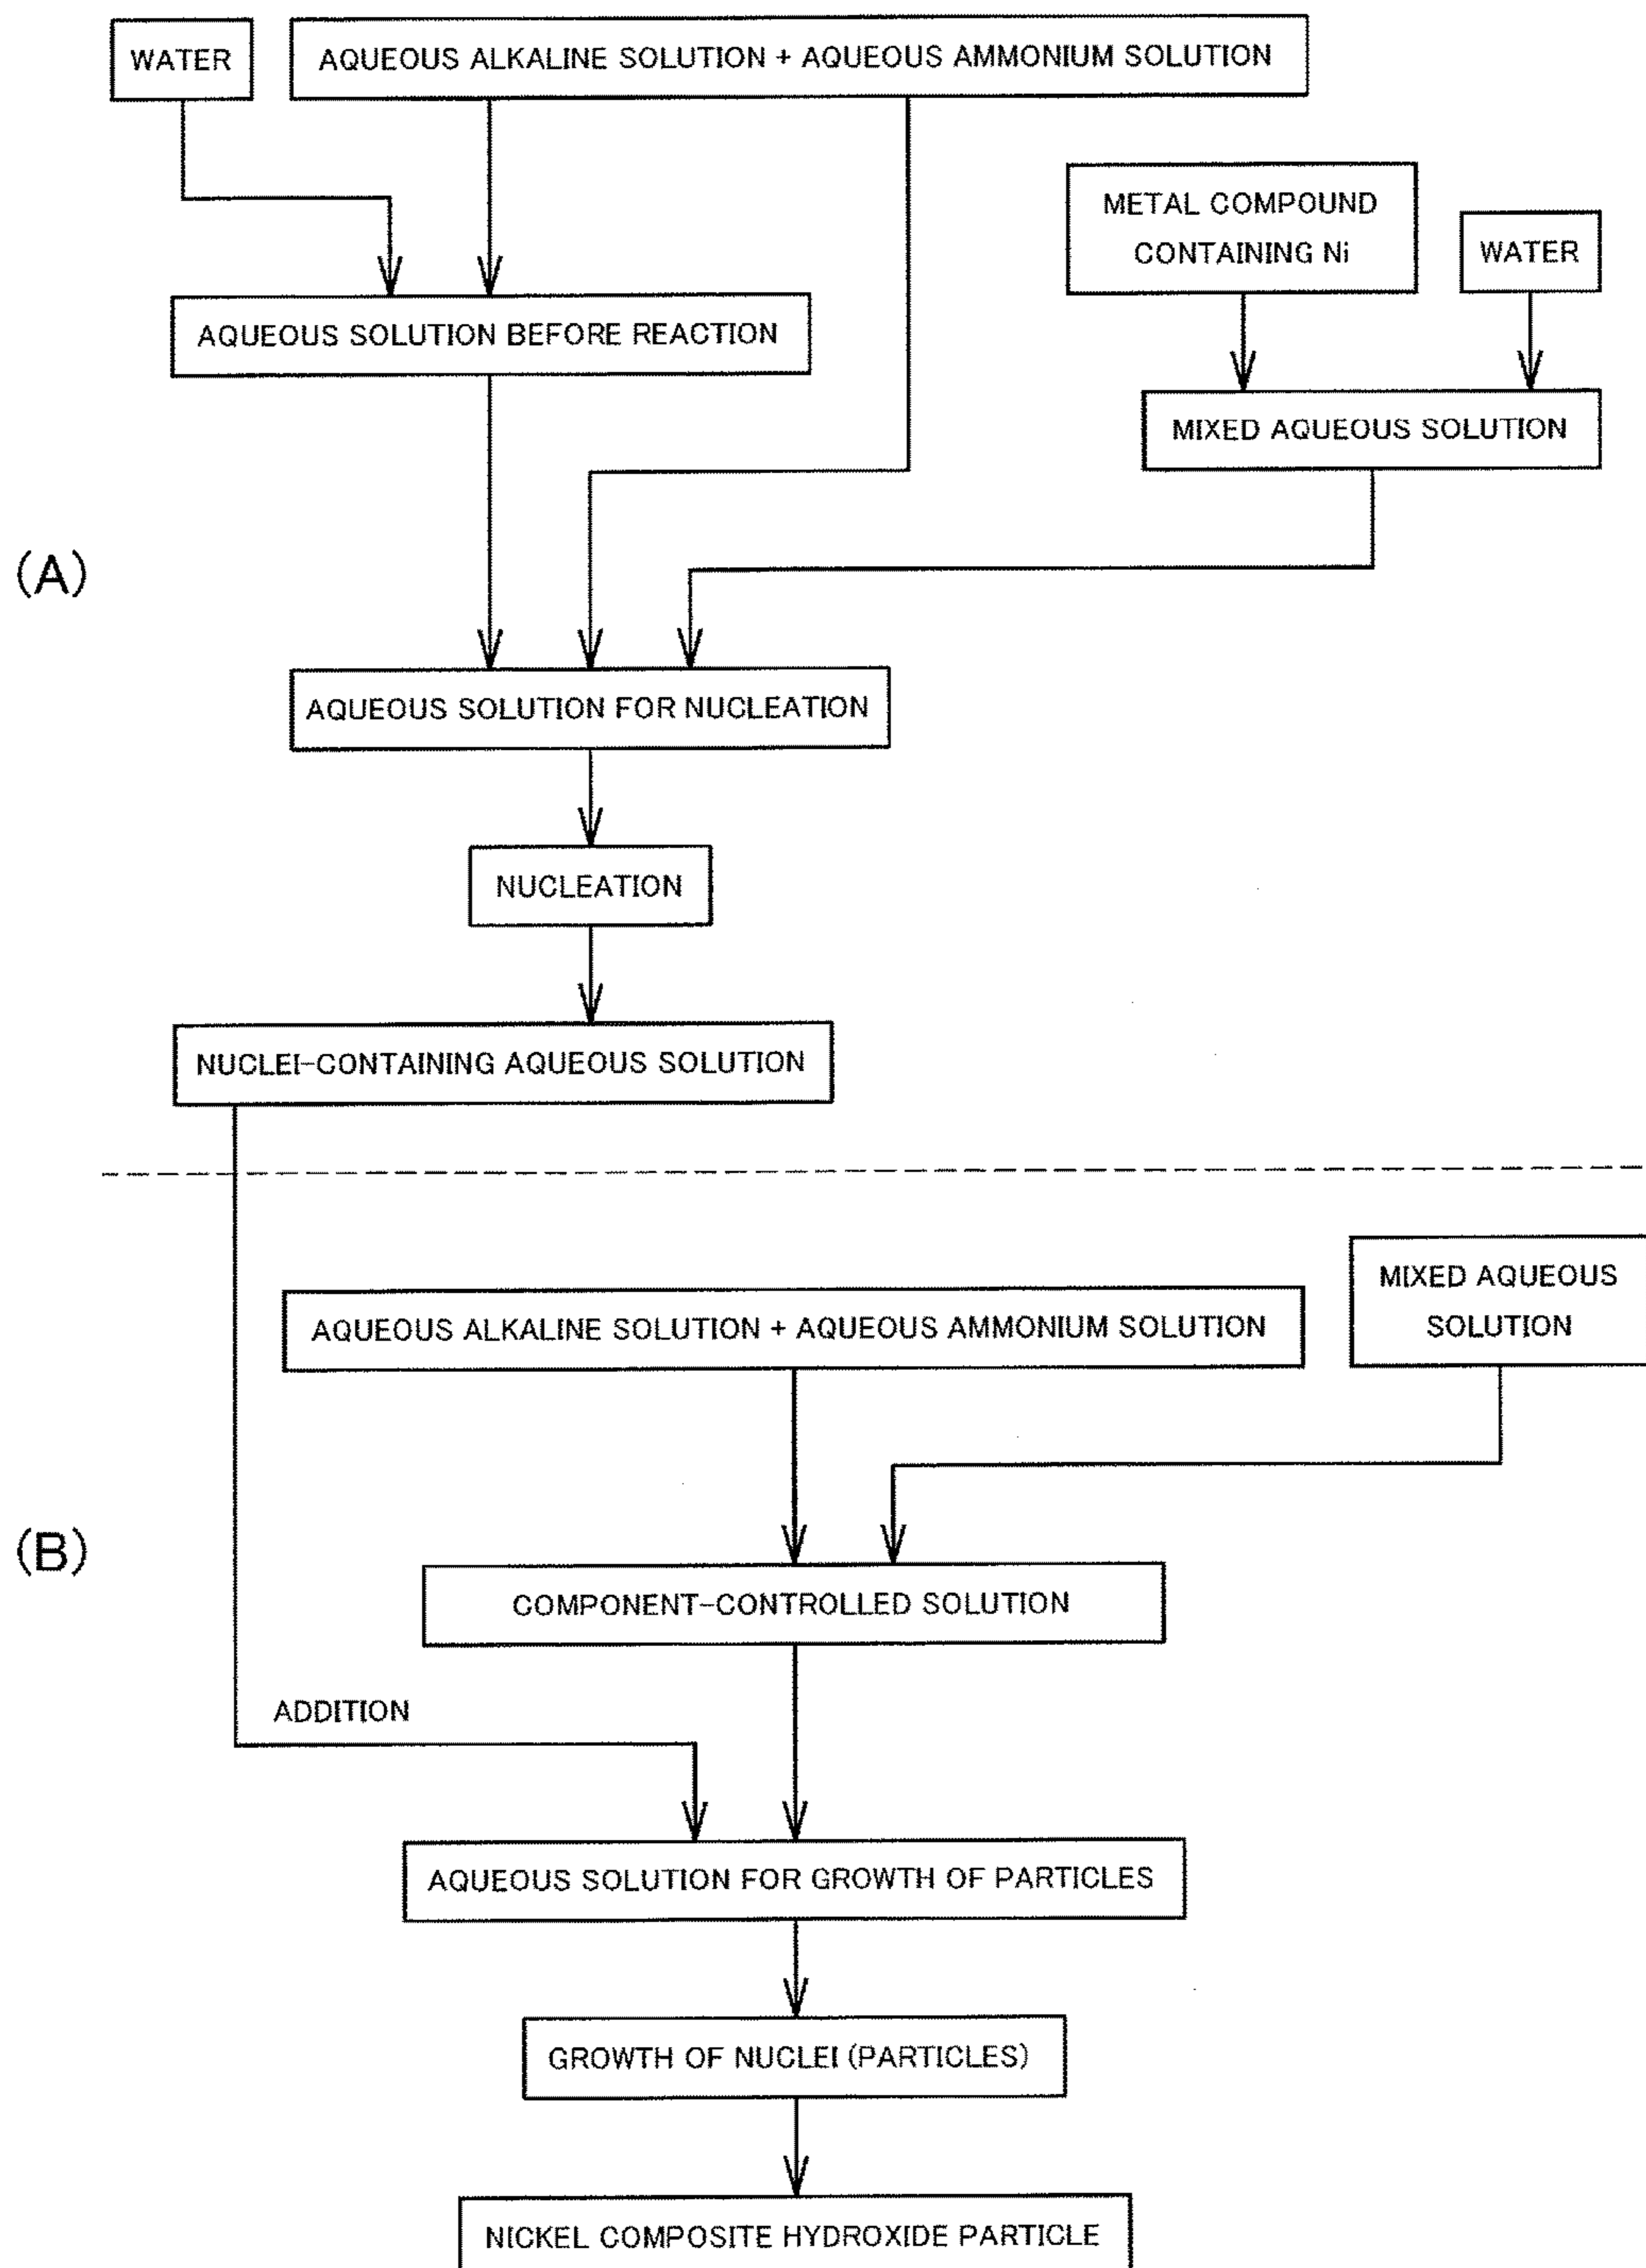 WATER
AQUEOUS ALKALINE SOLUTION + AQUEOUS AMMONIUM SOLUTION
METAL COMPOUND
CONTAINING Ni
WATER
AQUEOUS SOLUTION BEFORE REACTION
MIXED AQUEOUS SOLUTION
(A)
AQUEOUS SOLUTION FOR NUCLEATION
NUCLEATION
NUCLEI-CONTAINING AQUEOUS SOLUTION
MIXED AQUEOUS
SOLUTION
AQUEOUS ALKALINE SOLUTION + AQUEOUS AMMONIUM SOLUTION
(B)
COMPONENT-CONTROLLED SOLUTION
ADDITION
AQUEOUS SOLUTION FOR GROWTH OF PARTICLES
GROWTH OF NUCLEI (PARTICLES)
NICKEL COMPOSITE HYDROXIDE PARTICLE